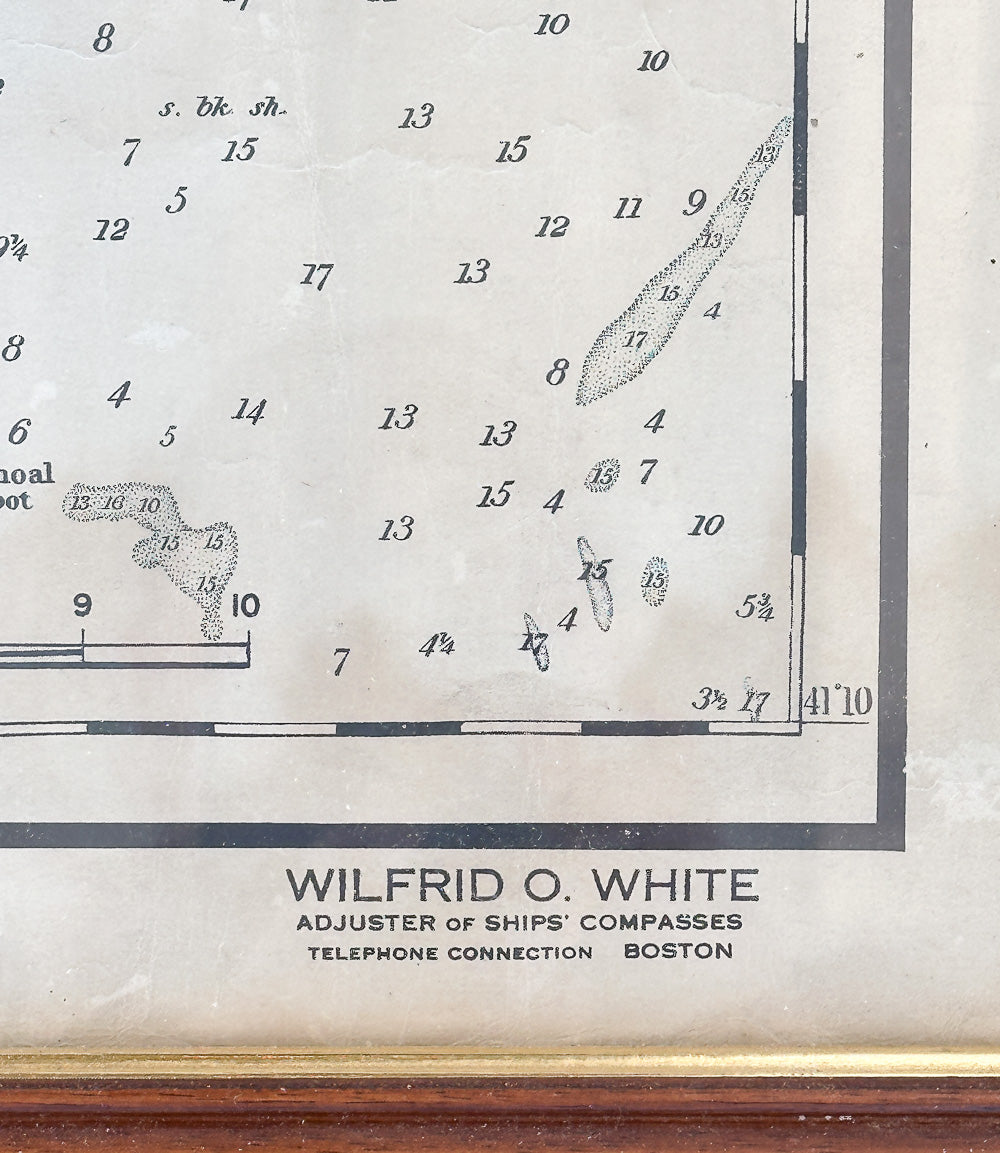 8 10
10
s. bk. sh. 13
7 15 15 13
5 15
12 12 11 9 13
17 13 15
4
17
8 8
4 14 13 13 4
6 5
15 7
13 16 10 15 4
15 15 13 10
15 15 15
9 10 4 5¾
7 4¼ 17
3½ 17 41°10
WILFRID O. WHITE
ADJUSTER OF SHIPS' COMPASSES
TELEPHONE CONNECTION BOSTON